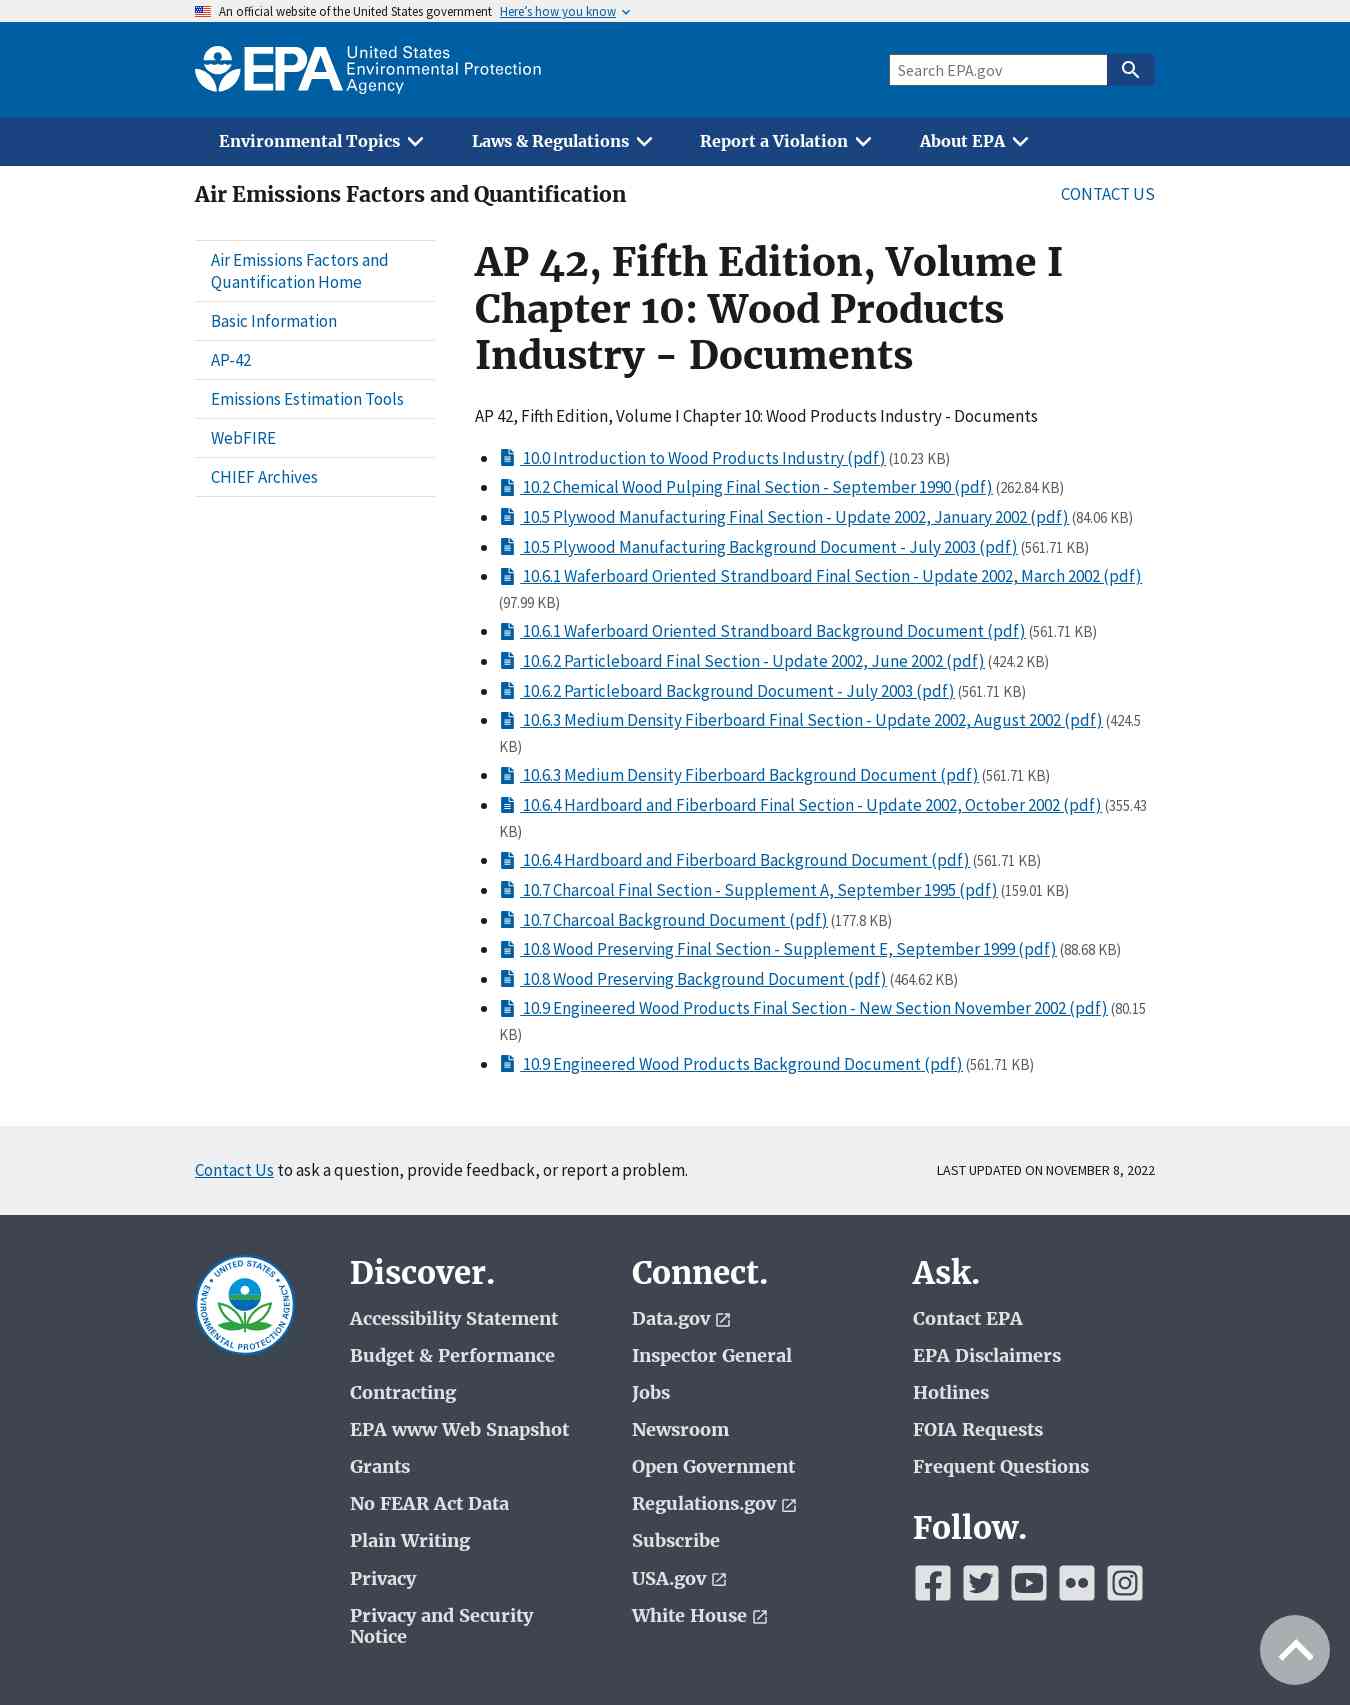 An official website of the United States government Here's how you know
EPA United States
Environmental Protection
Agency
Search EPA.gov
Environmental Topics Laws & Regulations Report a Violation About EPA
Air Emissions Factors and Quantification
CONTACT US
Air Emissions Factors and
Quantification Home
Basic Information
AP-42
Emissions Estimation Tools
WebFIRE
CHIEF Archives
AP 42, Fifth Edition, Volume I
Chapter 10: Wood Products
Industry - Documents
AP 42, Fifth Edition, Volume I Chapter 10: Wood Products Industry - Documents
10.0 Introduction to Wood Products Industry (pdf) (10.23 KB)
10.2 Chemical Wood Pulping Final Section - September 1990 (pdf) (262.84 KB)
10.5 Plywood Manufacturing Final Section - Update 2002, January 2002 (pdf) (84.06 KB)
10.5 Plywood Manufacturing Background Document - July 2003 (pdf) (561.71 KB)
10.6.1 Waferboard Oriented Strandboard Final Section - Update 2002, March 2002 (pdf)
(97.99 KB)
10.6.1 Waferboard Oriented Strandboard Background Document (pdf) (561.71 KB)
10.6.2 Particleboard Final Section - Update 2002, June 2002 (pdf) (424.2 KB)
10.6.2 Particleboard Background Document - July 2003 (pdf) (561.71 KB)
10.6.3 Medium Density Fiberboard Final Section - Update 2002, August 2002 (pdf) (424.5
KB)
10.6.3 Medium Density Fiberboard Background Document (pdf) (561.71 KB)
10.6.4 Hardboard and Fiberboard Final Section - Update 2002, October 2002 (pdf) (355.43
KB)
10.6.4 Hardboard and Fiberboard Background Document (pdf) (561.71 KB)
10.7 Charcoal Final Section - Supplement A, September 1995 (pdf) (159.01 KB)
10.7 Charcoal Background Document (pdf) (177.8 KB)
10.8 Wood Preserving Final Section - Supplement E, September 1999 (pdf) (88.68 KB)
10.8 Wood Preserving Background Document (pdf) (464.62 KB)
10.9 Engineered Wood Products Final Section - New Section November 2002 (pdf) (80.15
KB)
10.9 Engineered Wood Products Background Document (pdf) (561.71 KB)
Contact Us to ask a question, provide feedback, or report a problem.
LAST UPDATED ON NOVEMBER 8, 2022
UNITED STATES
ENVIRONMENTAL PROTECTION AGENCY
Discover.
Accessibility Statement
Budget & Performance
Contracting
EPA www Web Snapshot
Grants
No FEAR Act Data
Plain Writing
Privacy
Privacy and Security
Notice
Connect.
Data.gov
Inspector General
Jobs
Newsroom
Open Government
Regulations.gov
Subscribe
USA.gov
White House
Ask.
Contact EPA
EPA Disclaimers
Hotlines
FOIA Requests
Frequent Questions
Follow.